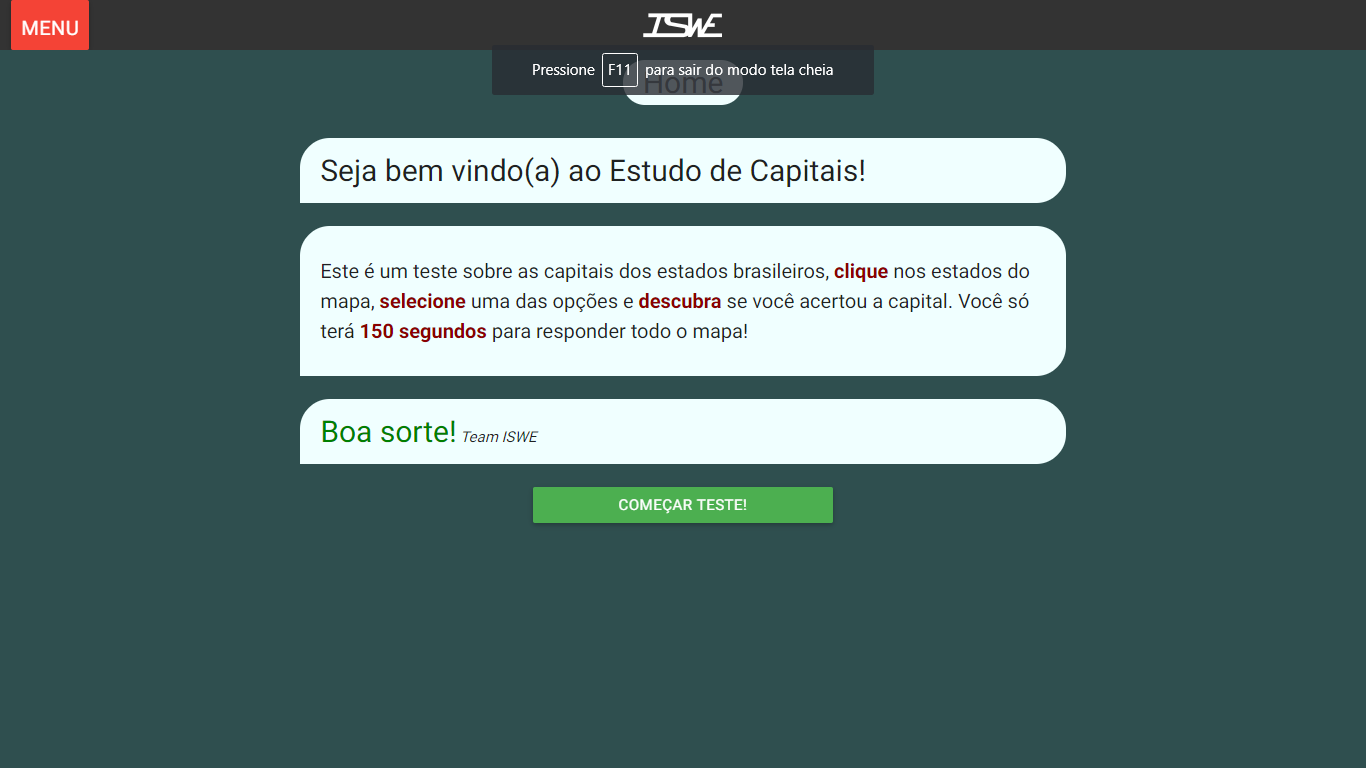 MENU
ISWE
Pressione F11 para sair do modo tela cheia
Home
Seja bem vindo(a) ao Estudo de Capitais!
Este é um teste sobre as capitais dos estados brasileiros, clique nos estados do
mapa, selecione uma das opções e descubra se você acertou a capital. Você só
terá 150 segundos para responder todo o mapa!
Boa sorte! Team ISWE
COMEÇAR TESTE!